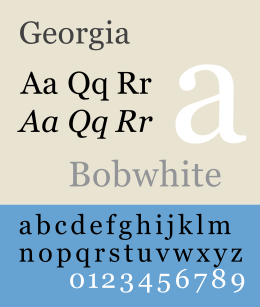 Georgia
Aa Qq Rr
Aa Qq Rr
a
Bobwhite
abcdefghijklm
nopqrstuvwxyz
0123456789